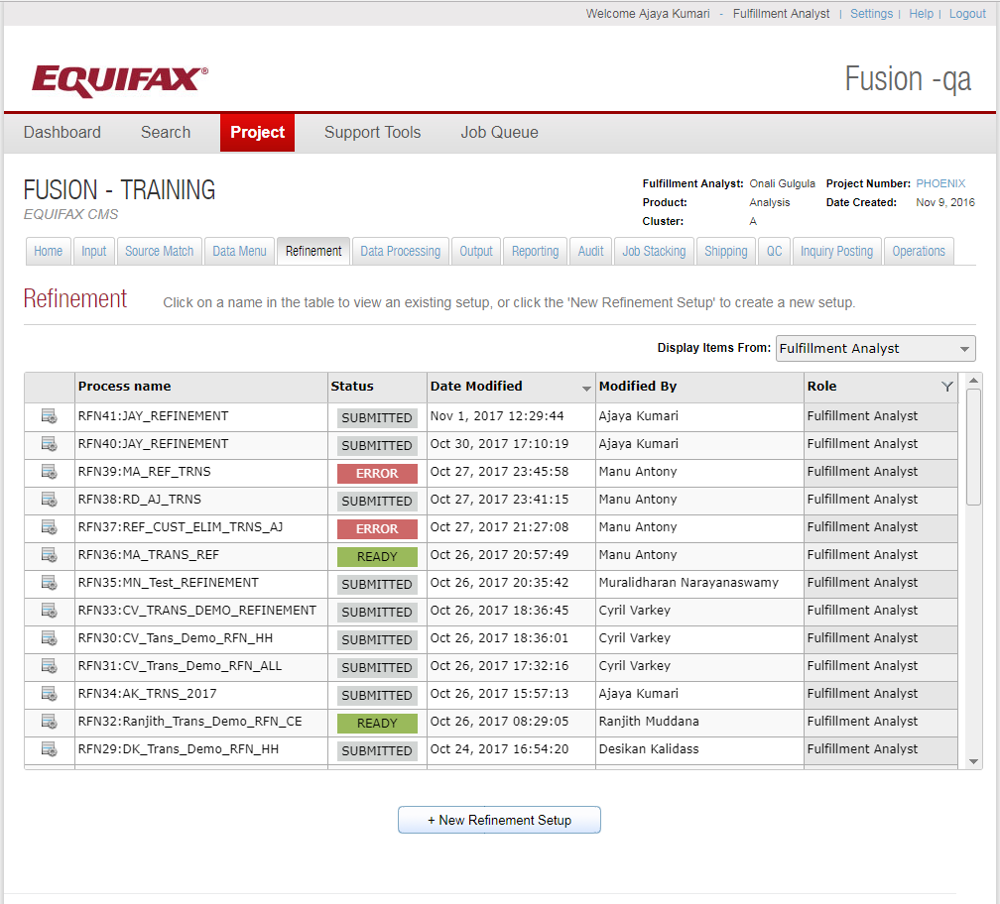 Welcome Ajaya Kumari - Fulfillment Analyst | Settings | Help | Logout
EQUIFAX®
Fusion -qa
Dashboard Search Project Support Tools Job Queue
FUSION - TRAINING
EQUIFAX CMS
Fulfillment Analyst: Onali Gulgula Project Number: PHOENIX
Product: Analysis Date Created: Nov 9, 2016
Cluster: A
Home Input Source Match Data Menu Refinement Data Processing Output Reporting Audit Job Stacking Shipping QC Inquiry Posting Operations
Refinement Click on a name in the table to view an existing setup, or click the 'New Refinement Setup' to create a new setup.
Display Items From: Fulfillment Analyst
Process name Status Date Modified Modified By Role
RFN41:JAY_REFINEMENT SUBMITTED Nov 1, 2017 12:29:44 Ajaya Kumari Fulfillment Analyst
RFN40:JAY_REFINEMENT SUBMITTED Oct 30, 2017 17:10:19 Ajaya Kumari Fulfillment Analyst
RFN39:MA_REF_TRNS ERROR Oct 27, 2017 23:45:58 Manu Antony Fulfillment Analyst
RFN38:RD_AJ_TRNS SUBMITTED Oct 27, 2017 23:41:15 Manu Antony Fulfillment Analyst
RFN37:REF_CUST_ELIM_TRNS_AJ ERROR Oct 27, 2017 21:27:08 Manu Antony Fulfillment Analyst
RFN36:MA_TRANS_REF READY Oct 26, 2017 20:57:49 Manu Antony Fulfillment Analyst
RFN35:MN_Test_REFINEMENT SUBMITTED Oct 26, 2017 20:35:42 Muralidharan Narayanaswamy Fulfillment Analyst
RFN33:CV_TRANS_DEMO_REFINEMENT SUBMITTED Oct 26, 2017 18:36:45 Cyril Varkey Fulfillment Analyst
RFN30:CV_Tans_Demo_RFN_HH SUBMITTED Oct 26, 2017 18:36:01 Cyril Varkey Fulfillment Analyst
RFN31:CV_Trans_Demo_RFN_ALL SUBMITTED Oct 26, 2017 17:32:16 Cyril Varkey Fulfillment Analyst
RFN34:AK_TRNS_2017 SUBMITTED Oct 26, 2017 15:57:13 Ajaya Kumari Fulfillment Analyst
RFN32:Ranjith_Trans_Demo_RFN_CE READY Oct 26, 2017 08:29:05 Ranjith Muddana Fulfillment Analyst
RFN29:DK_Trans_Demo_RFN_HH SUBMITTED Oct 24, 2017 16:54:20 Desikan Kalidass Fulfillment Analyst
+ New Refinement Setup